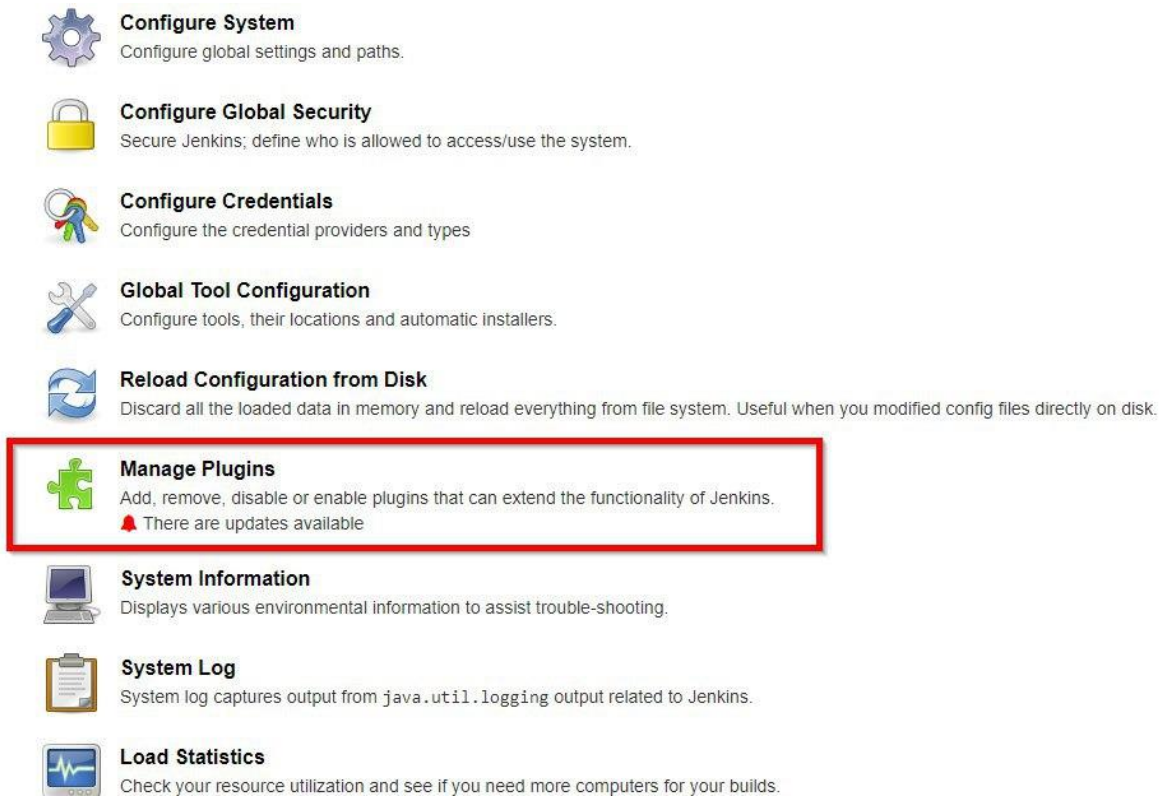 Configure System
Configure global settings and paths.
Configure Global Security
Secure Jenkins; define who is allowed to access/use the system.
Configure Credentials
Configure the credential providers and types
Global Tool Configuration
Configure tools, their locations and automatic installers.
Reload Configuration from Disk
Discard all the loaded data in memory and reload everything from file system. Useful when you modified config files directly on disk.
Manage Plugins
Add, remove, disable or enable plugins that can extend the functionality of Jenkins.
There are updates available
System Information
Displays various environmental information to assist trouble-shooting.
System Log
System log captures output from java.util.logging output related to Jenkins.
Load Statistics
Check your resource utilization and see if you need more computers for your builds.